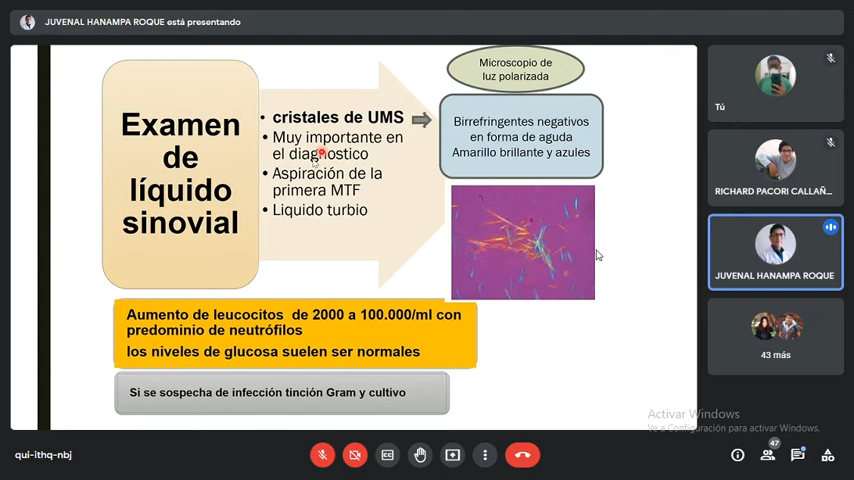 JUVENAL HANAMPA ROQUE está presentando
Examen
de
líquido
sinovial
• cristales de UMS
• Muy importante en
el diagnostico
• Aspiración de la
primera MTF
• Liquido turbio
Microscopio de
luz polarizada
Birrefringentes negativos
en forma de aguda
Amarillo brillante y azules
Aumento de leucocitos de 2000 a 100.000/ml con
predominio de neutrófilos
los niveles de glucosa suelen ser normales
Si se sospecha de infección tinción Gram y cultivo
Tú
RICHARD PACORI CALLAÑ...
JUVENAL HANAMPA ROQUE
43 más
Activar Windows
Ve a Configuración para activar Windows.
qui-ithq-nbj
CC
47